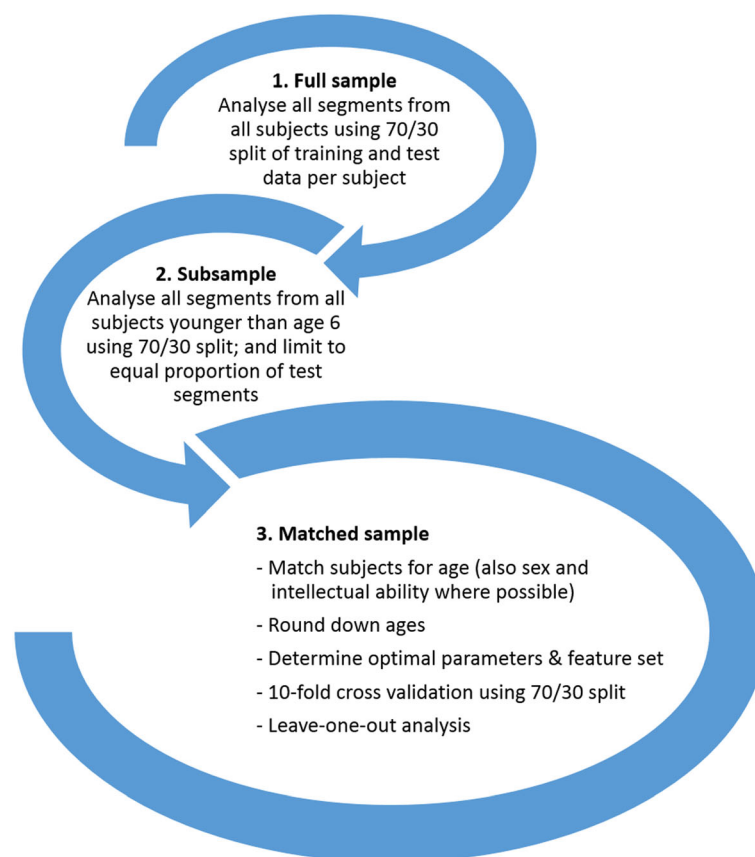 1. Full sample
Analyse all segments from
all subjects using 70/30
split of training and test
data per subject
2. Subsample
Analyse all segments from all
subjects younger than age 6
using 70/30 split; and limit to
equal proportion of test
segments
3. Matched sample
- Match subjects for age (also sex and
intellectual ability where possible)
- Round down ages
- Determine optimal parameters & feature set
- 10-fold cross validation using 70/30 split
- Leave-one-out analysis